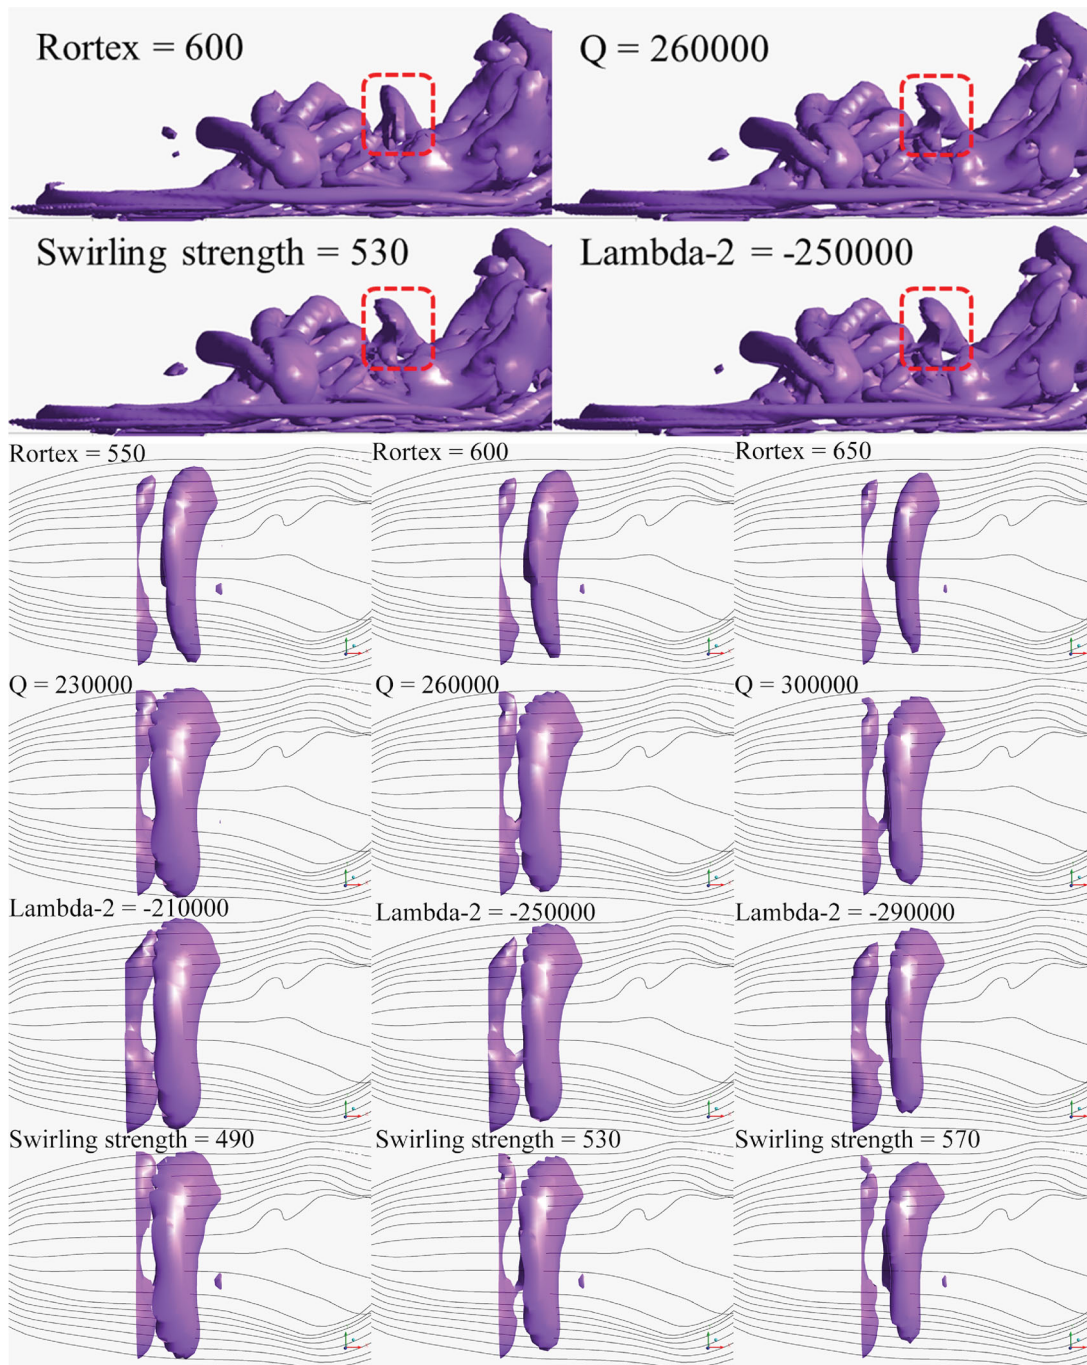 Rortex = 600
Q = 260000
Swirling strength = 530
Lambda-2 = -250000
Rortex = 550
Rortex = 600
Rortex = 650
Q = 230000
Q = 260000
Q = 300000
Lambda-2 = -210000
Lambda-2 = -250000
Lambda-2 = -290000
Swirling strength = 490
Swirling strength = 530
Swirling strength = 570